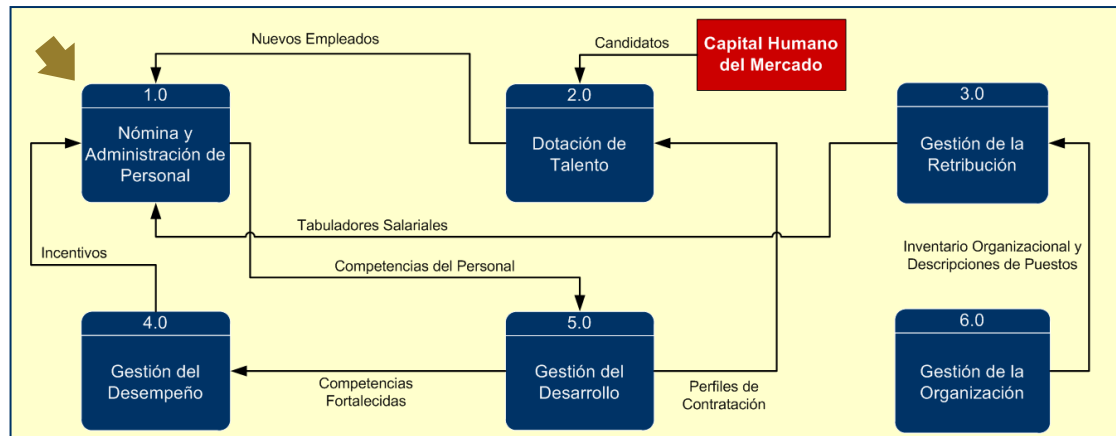 Nuevos Empleados
Candidatos
Capital Humano
del Mercado
1.0
Nómina y
Administración de
Personal
2.0
Dotación de
Talento
3.0
Gestión de la
Retribución
Tabuladores Salariales
Incentivos
Competencias del Personal
Inventario Organizacional y
Descripciones de Puestos
4.0
Gestión del
Desempeño
5.0
Gestión del
Desarrollo
6.0
Gestión de la
Organización
Competencias
Fortalecidas
Perfiles de
Contratación